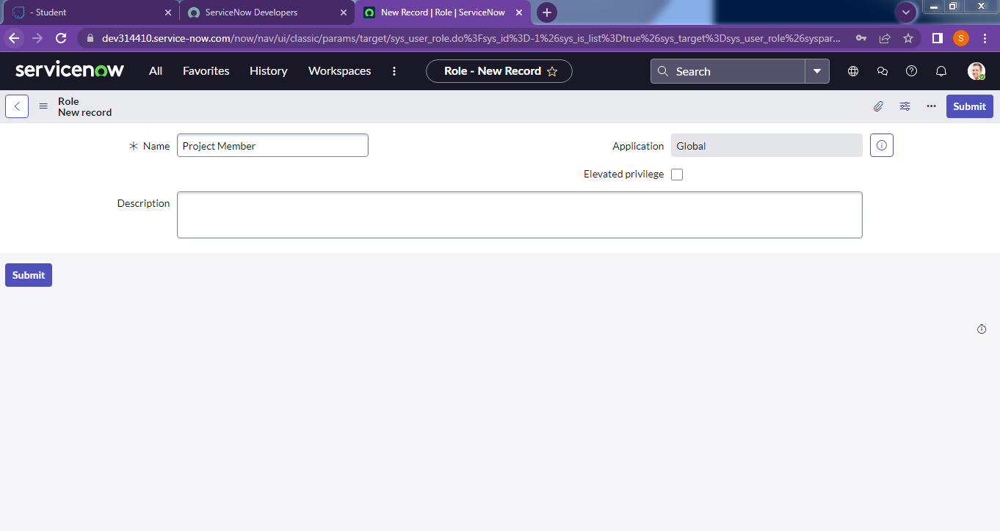 - Student
ServiceNow Developers
New Record | Role | ServiceNow
dev314410.service-now.com/now/nav/ui/classic/params/target/sys_user_role.do%3Fsys_id%3D-1%26sys_is_list%3Dtrue%26sys_target%3Dsys_user_role%26syspar...
S
servicenow
All Favorites History Workspaces
Role - New Record
Search
Role
New record
Submit
Name Project Member
Application Global
Elevated privilege
Description
Submit